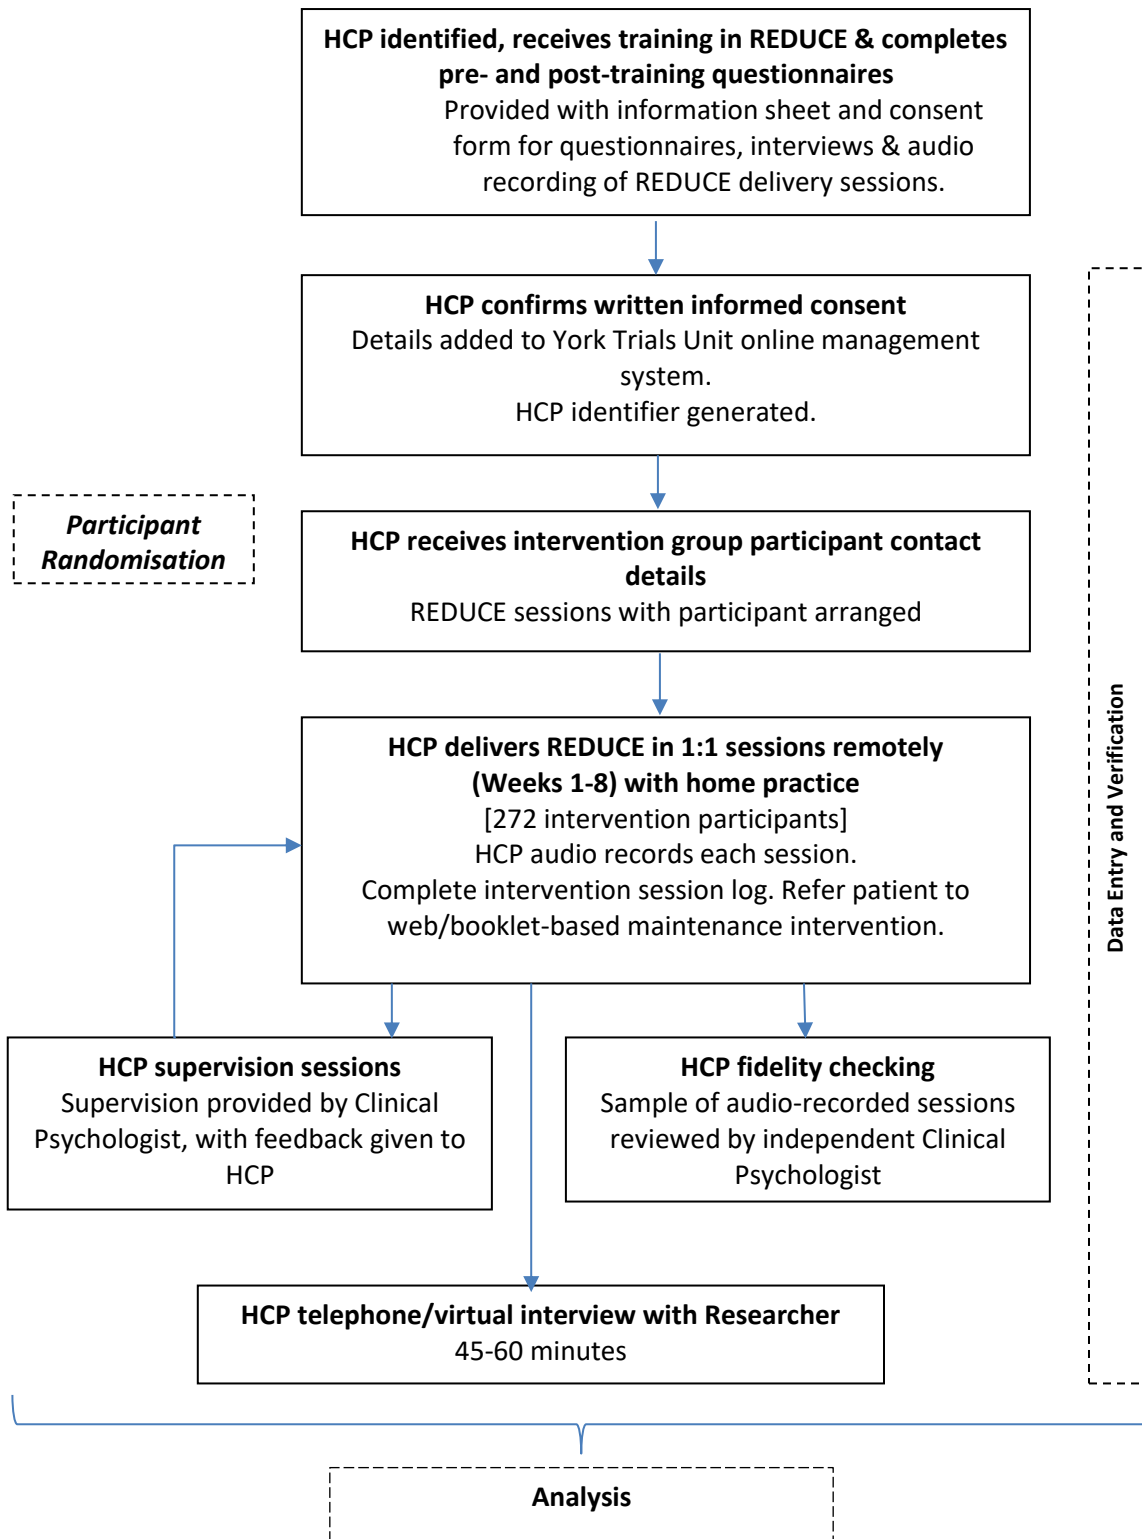 HCP identified, receives training in REDUCE & completes
pre- and post-training questionnaires
Provided with information sheet and consent
form for questionnaires, interviews & audio
recording of REDUCE delivery sessions.
HCP confirms written informed consent
Details added to York Trials Unit online management
system.
HCP identifier generated.
Participant
Randomisation
HCP receives intervention group participant contact
details
REDUCE sessions with participant arranged
HCP delivers REDUCE in 1:1 sessions remotely
(Weeks 1-8) with home practice
[272 intervention participants]
HCP audio records each session.
Complete intervention session log. Refer patient to
web/booklet-based maintenance intervention.
Data Entry and Verification
HCP supervision sessions
Supervision provided by Clinical
Psychologist, with feedback given to
HCP
HCP fidelity checking
Sample of audio-recorded sessions
reviewed by independent Clinical
Psychologist
HCP telephone/virtual interview with Researcher
45-60 minutes
Analysis